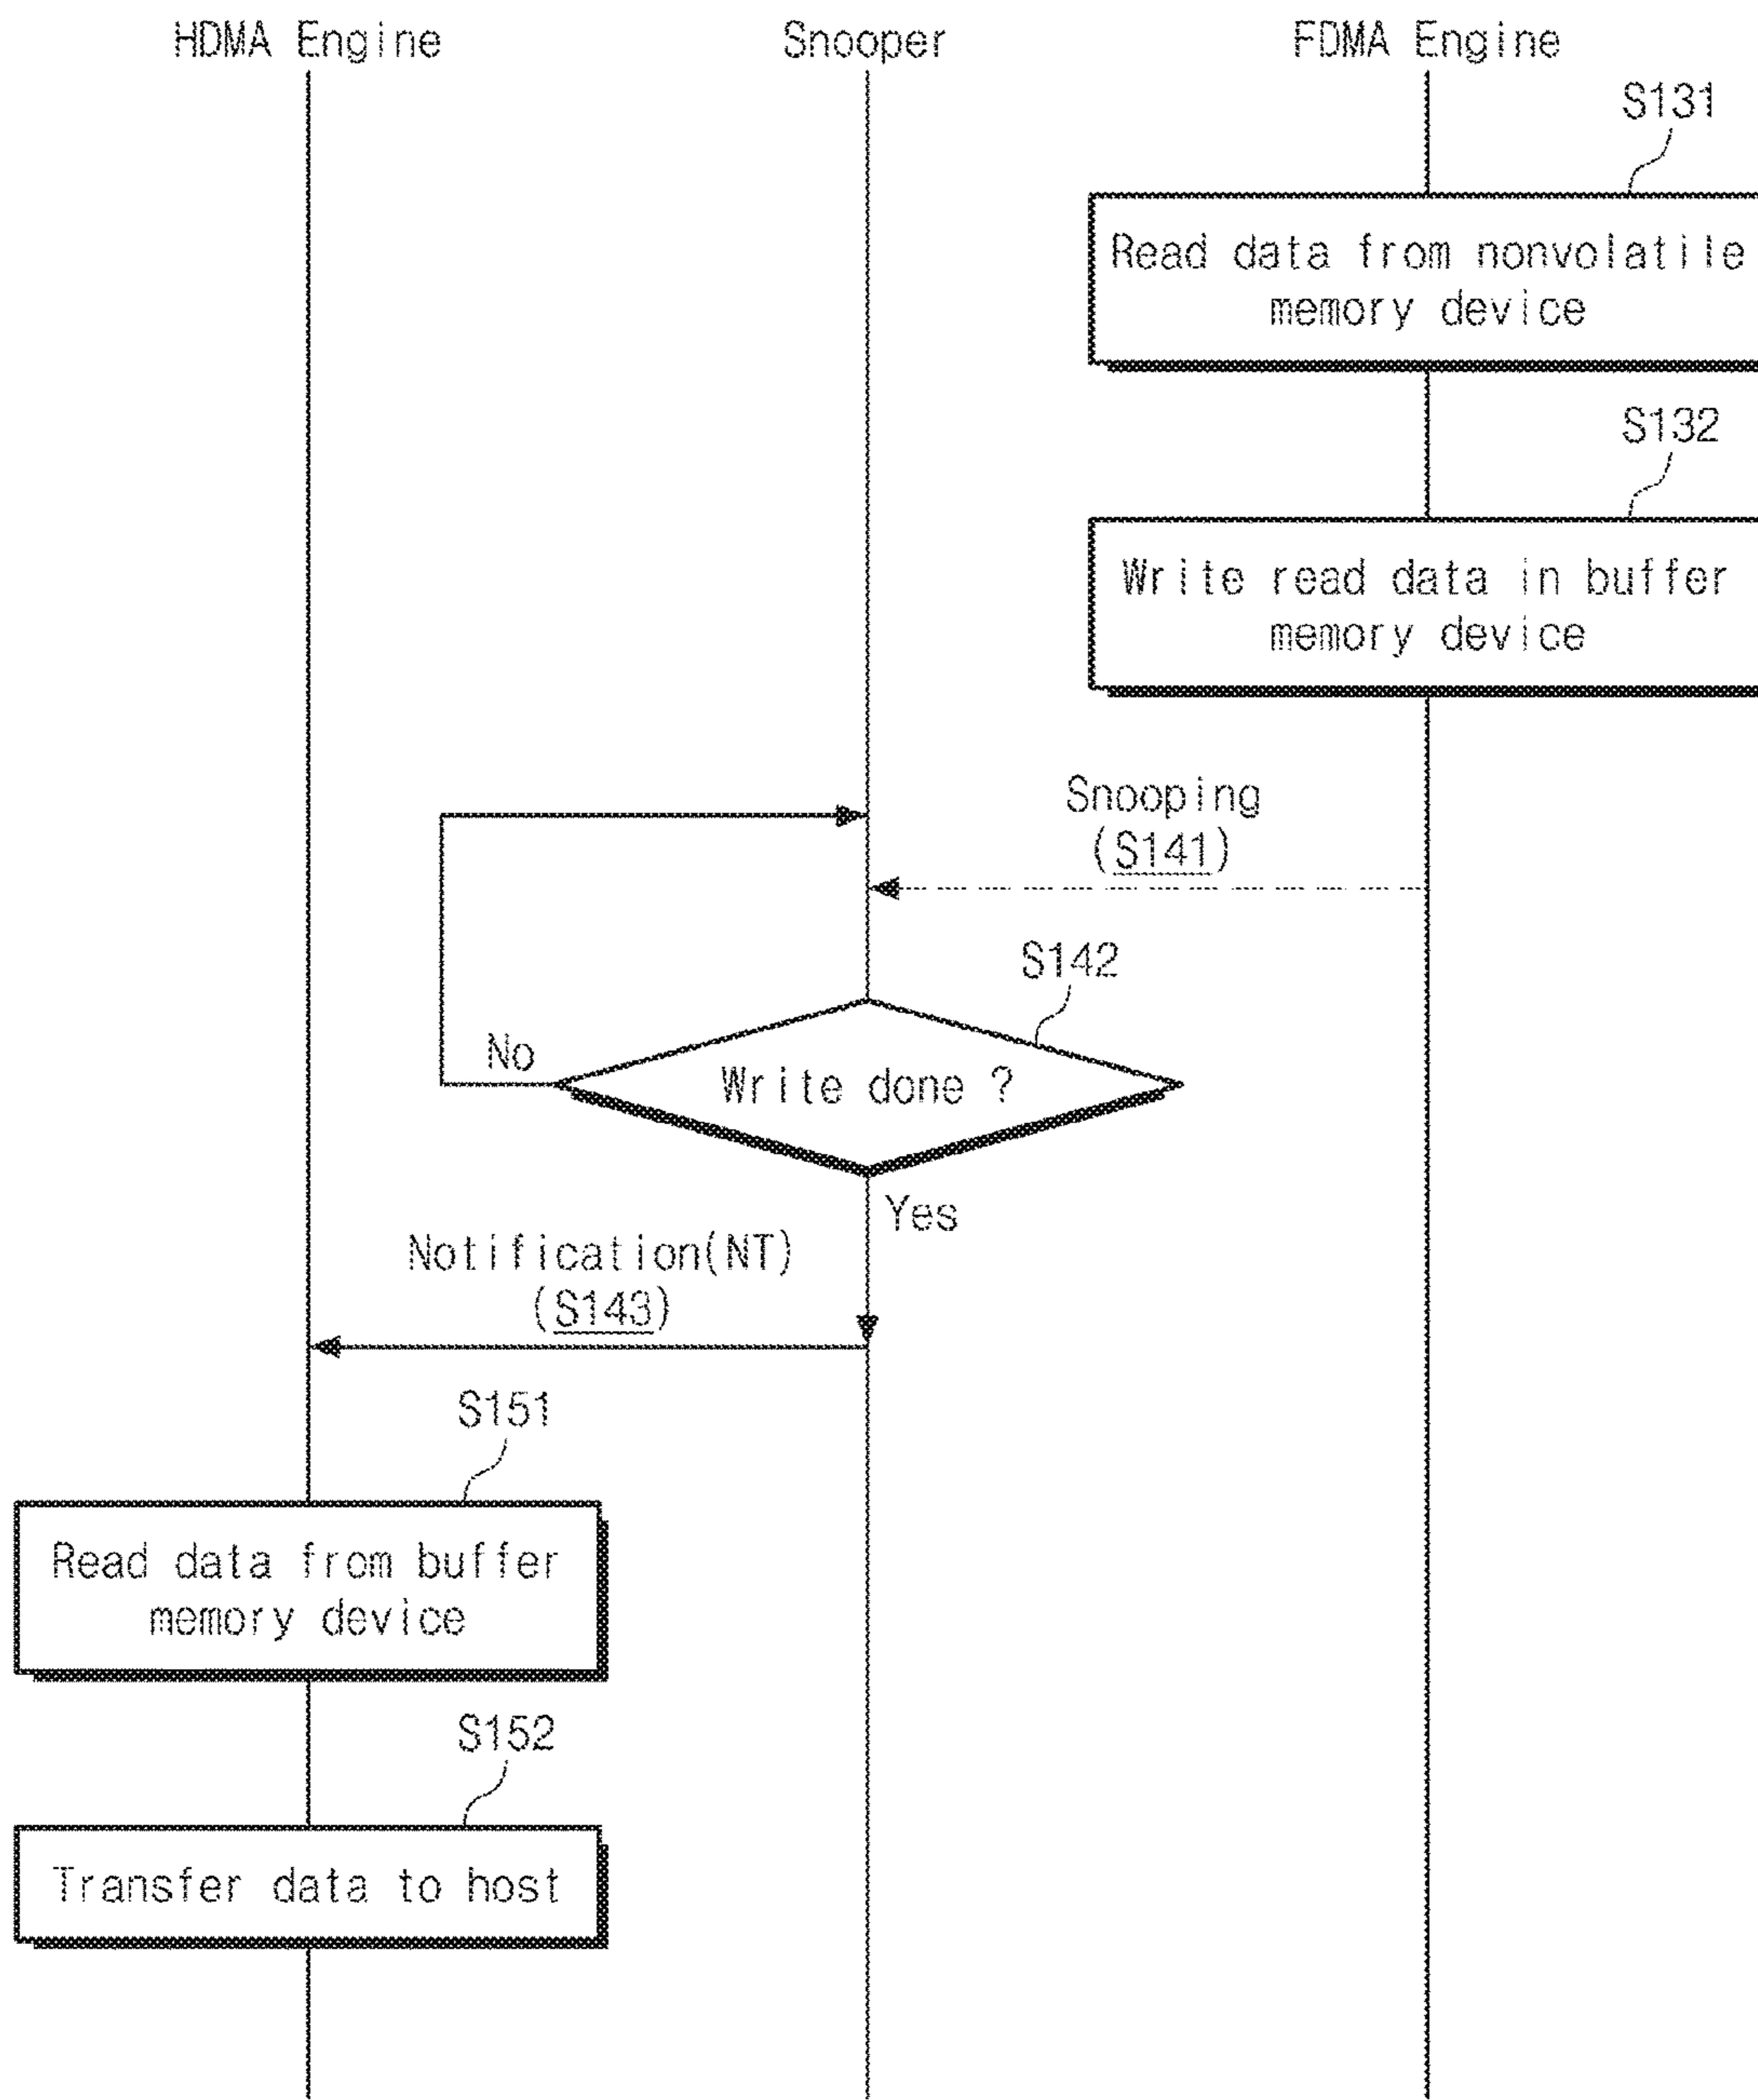 HDMA Engine
Snooper
FDMA Engine
S131
Read data from nonvolatile
memory device
S132
Write read data in buffer
memory device
Snooping
(S141)
S142
No
Write done ?
Yes
Notification(NT)
(S143)
S151
Read data from buffer
memory device
S152
Transfer data to host